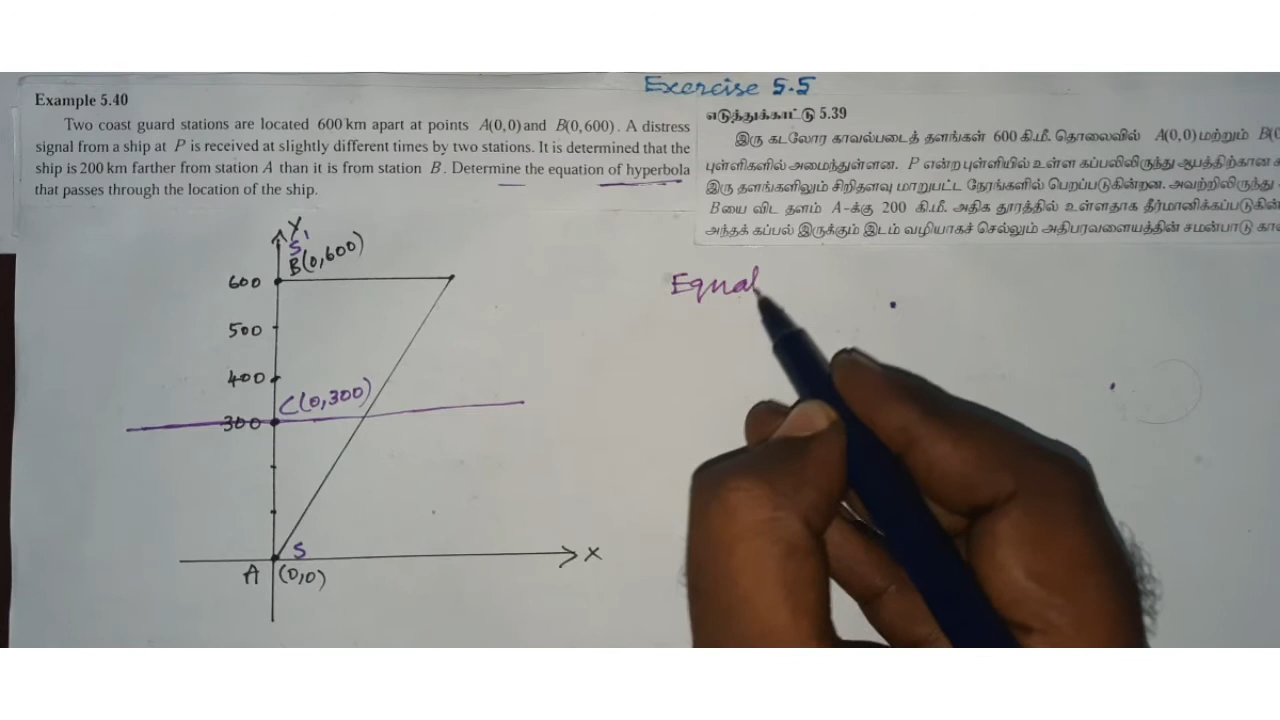 Exercise 5.5
Example 5.40
Two coast guard stations are located 600 km apart at points A(0,0) and B(0,600). A distress
signal from a ship at P is received at slightly different times by two stations. It is determined that the
ship is 200 km farther from station A than it is from station B. Determine the equation of hyperbola
that passes through the location of the ship.
எடுத்துக்காட்டு 5.39
இரு கடலோர காவல்படைத் தளங்கள் 600 கி.மீ. தொலைவில் A(0,0) மற்றும் B(
புள்ளிகளில் அமைந்துள்ளன. P என்ற புள்ளியில் உள்ள கப்பலிலிருந்து ஆபத்திற்கான
இரு தளங்களிலும் சிறிதளவு மாறுபட்ட நேரங்களில் பெறப்படுகின்றன. அவற்றிலிருந்து
Bயை விட தளம் A-க்கு 200 கி.மீ. அதிக தூரத்தில் உள்ளதாக தீர்மானிக்கப்படுகின்
அந்தக் கப்பல் இருக்கும் இடம் வழியாகச் செல்லும் அதிபரவளையத்தின் சமன்பாடு கா
Y
S1
B(0,600)
600
500
400
C(0,300)
300
S
A (0,0)
X
Equal